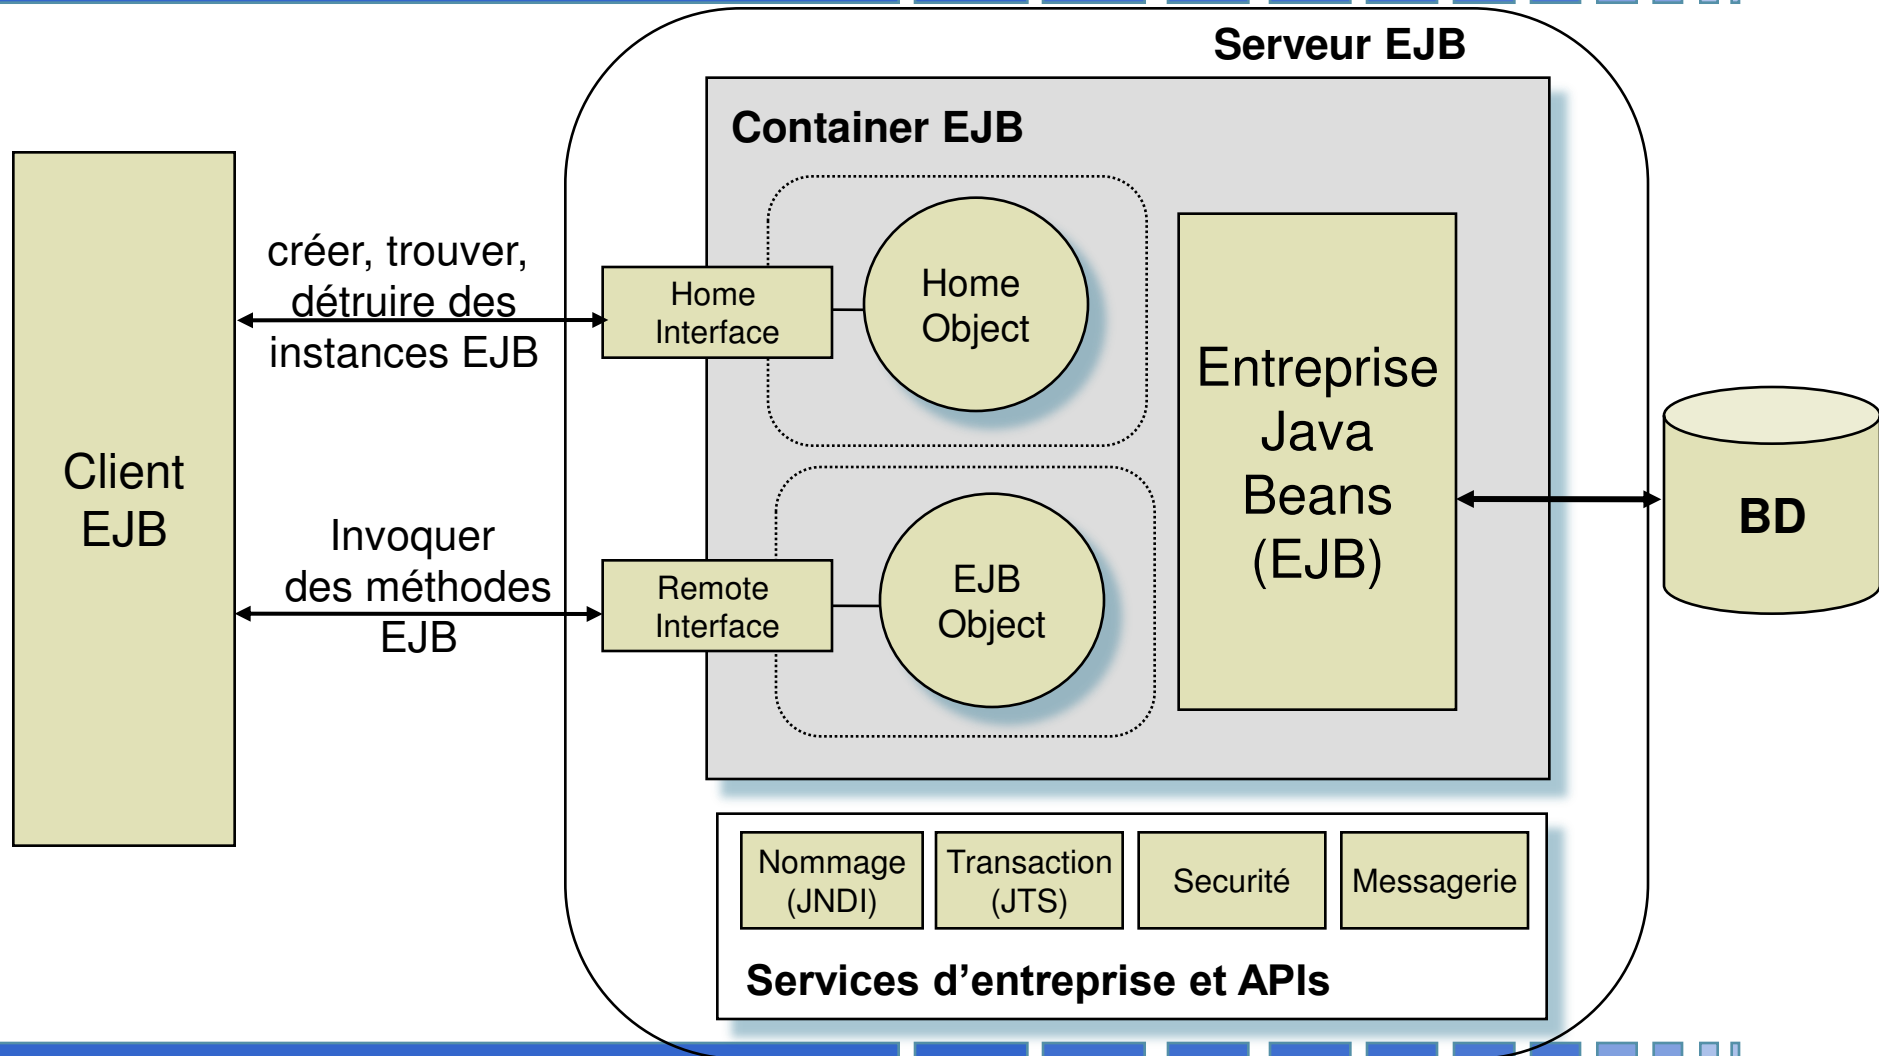 Serveur EJB
Container EJB
créer, trouver,
détruire des
instances EJB
Home
Interface
Home
Object
Client
EJB
Invoquer
des méthodes
EJB
Remote
Interface
EJB
Object
Entreprise
Java
Beans
(EJB)
BD
Nommage
(JNDI)
Transaction
(JTS)
Securité
Messagerie
Services d’entreprise et APIs